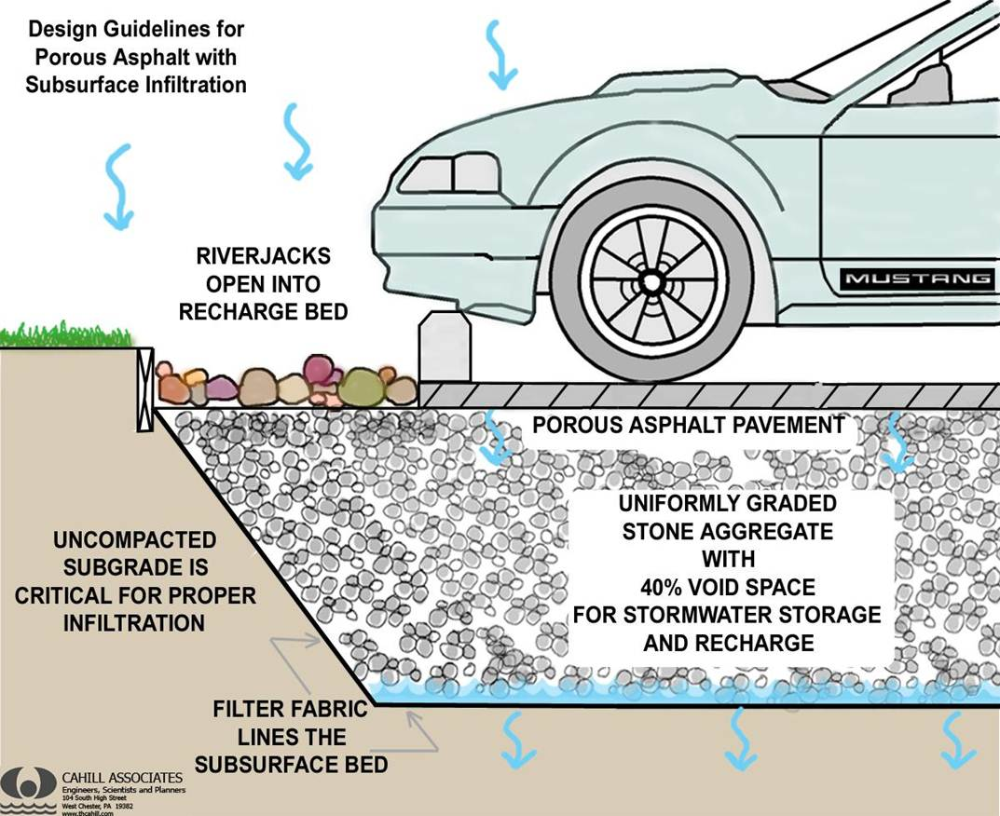 Design Guidelines for
Porous Asphalt with
Subsurface Infiltration
RIVERJACKS
OPEN INTO
RECHARGE BED
MUSTANG
POROUS ASPHALT PAVEMENT
UNIFORMLY GRADED
STONE AGGREGATE
WITH
40% VOID SPACE
FOR STORMWATER STORAGE
AND RECHARGE
UNCOMPACTED
SUBGRADE IS
CRITICAL FOR PROPER
INFILTRATION
FILTER FABRIC
LINES THE
SUBSURFACE BED
CAHILL ASSOCIATES
Engineers, Scientists and Planners
104 South High Street
West Chester, PA 19382
www.thcahill.com